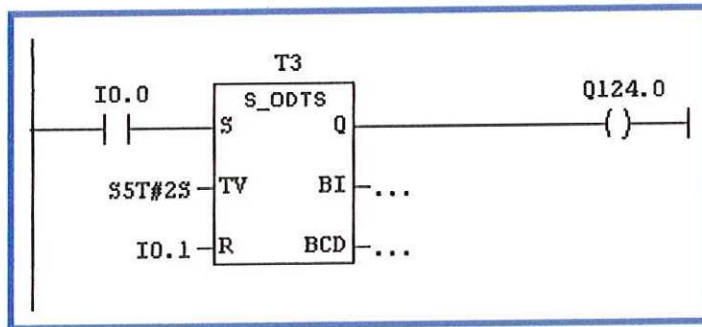 T3
I0.0
S_ODTS
Q124.0
S
Q
( )
S5T#2S
TV
BI
...
I0.1
R
BCD
...